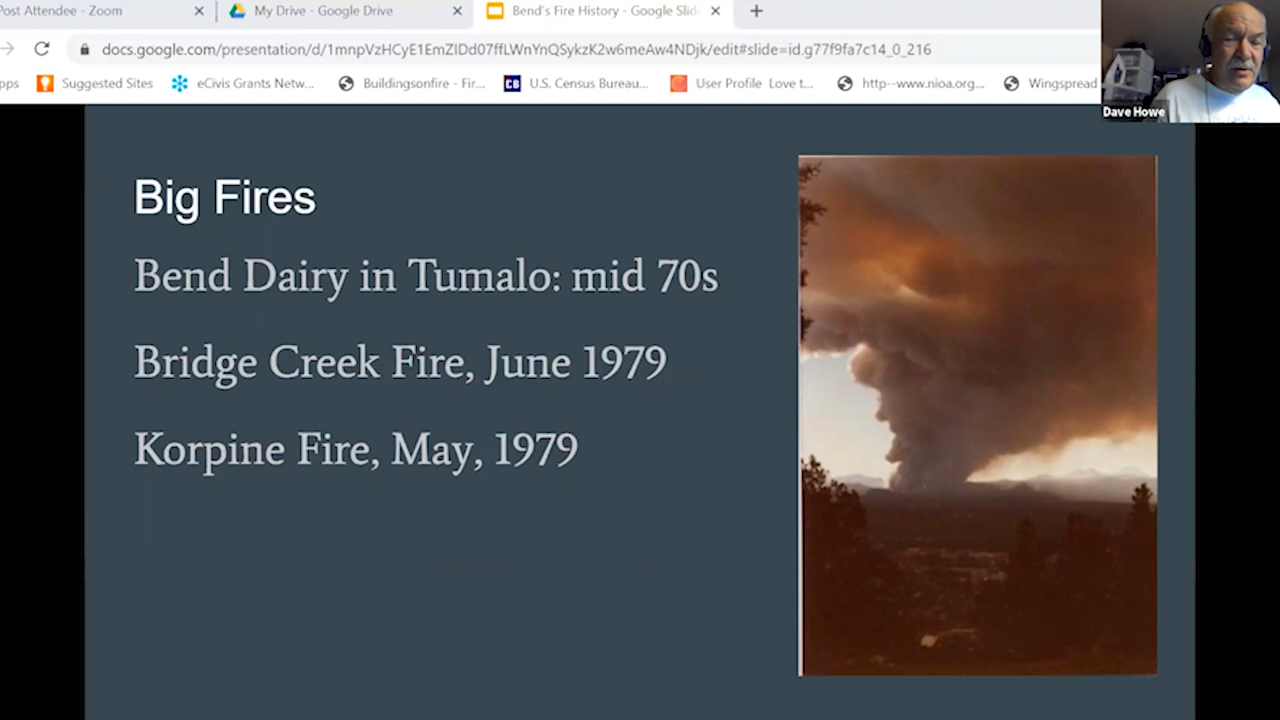 Post Attendee - Zoom
My Drive - Google Drive
Bend's Fire History - Google Slid
docs.google.com/presentation/d/1mnpVzHCyE1EmZIDd07ffLWnYnQSykzK2w6meAw4NDjk/edit#slide=id.g77f9fa7c14_0_216
pps
Suggested Sites
eCivis Grants Netw...
Buildingsonfire - Fir...
CB
U.S. Census Bureau...
User Profile Love t...
http--www.nioa.org...
Wingspread
Dave Howe
Big Fires
Bend Dairy in Tumalo: mid 70s
Bridge Creek Fire, June 1979
Korpine Fire, May, 1979